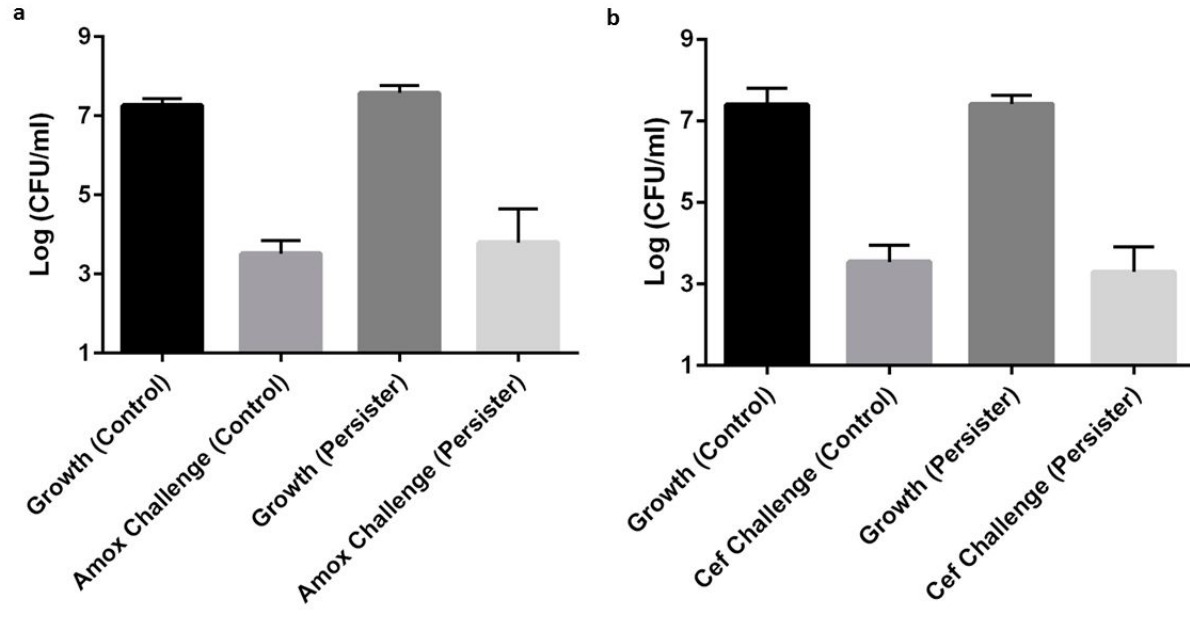 a
Log (CFU/ml)
9
7
5
3
1
Growth (Control)
Amox Challenge (Control)
Growth (Persister)
Amox Challenge (Persister)
b
Log (CFU/ml)
9
7
5
3
1
Growth (Control)
Cef Challenge (Control)
Growth (Persister)
Cef Challenge (Persister)